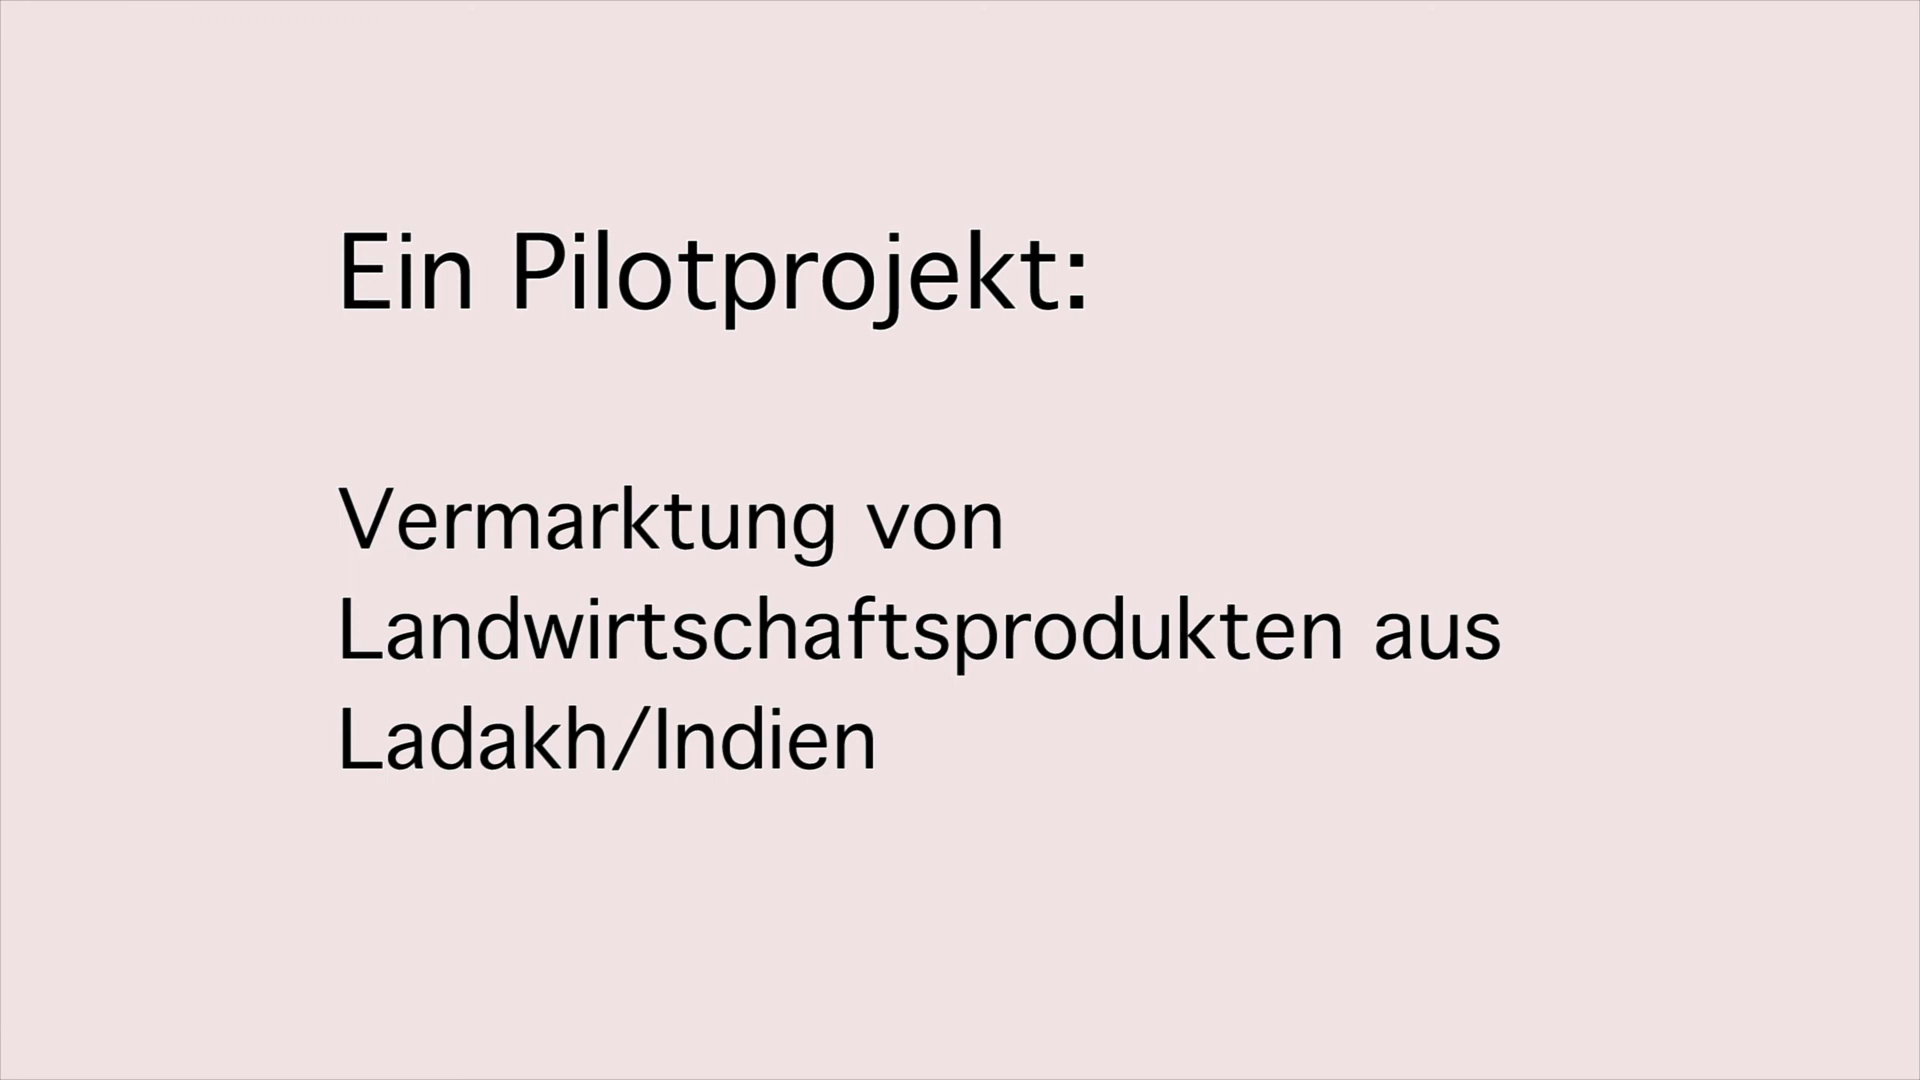 Ein Pilotprojekt:
Vermarktung von
Landwirtschaftsprodukten aus
Ladakh/Indien